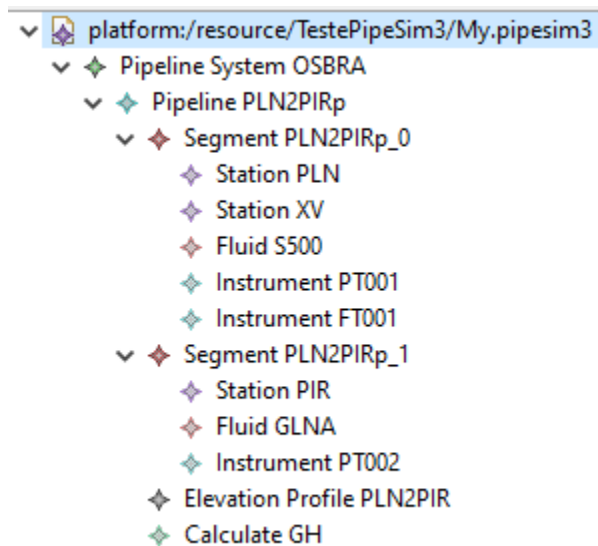 platform:/resource/TestePipeSim3/My.pipesim3
Pipeline System OSBRA
Pipeline PLN2PIRp
Segment PLN2PIRp_0
Station PLN
Station XV
Fluid S500
Instrument PT001
Instrument FT001
Segment PLN2PIRp_1
Station PIR
Fluid GLNA
Instrument PT002
Elevation Profile PLN2PIR
Calculate GH